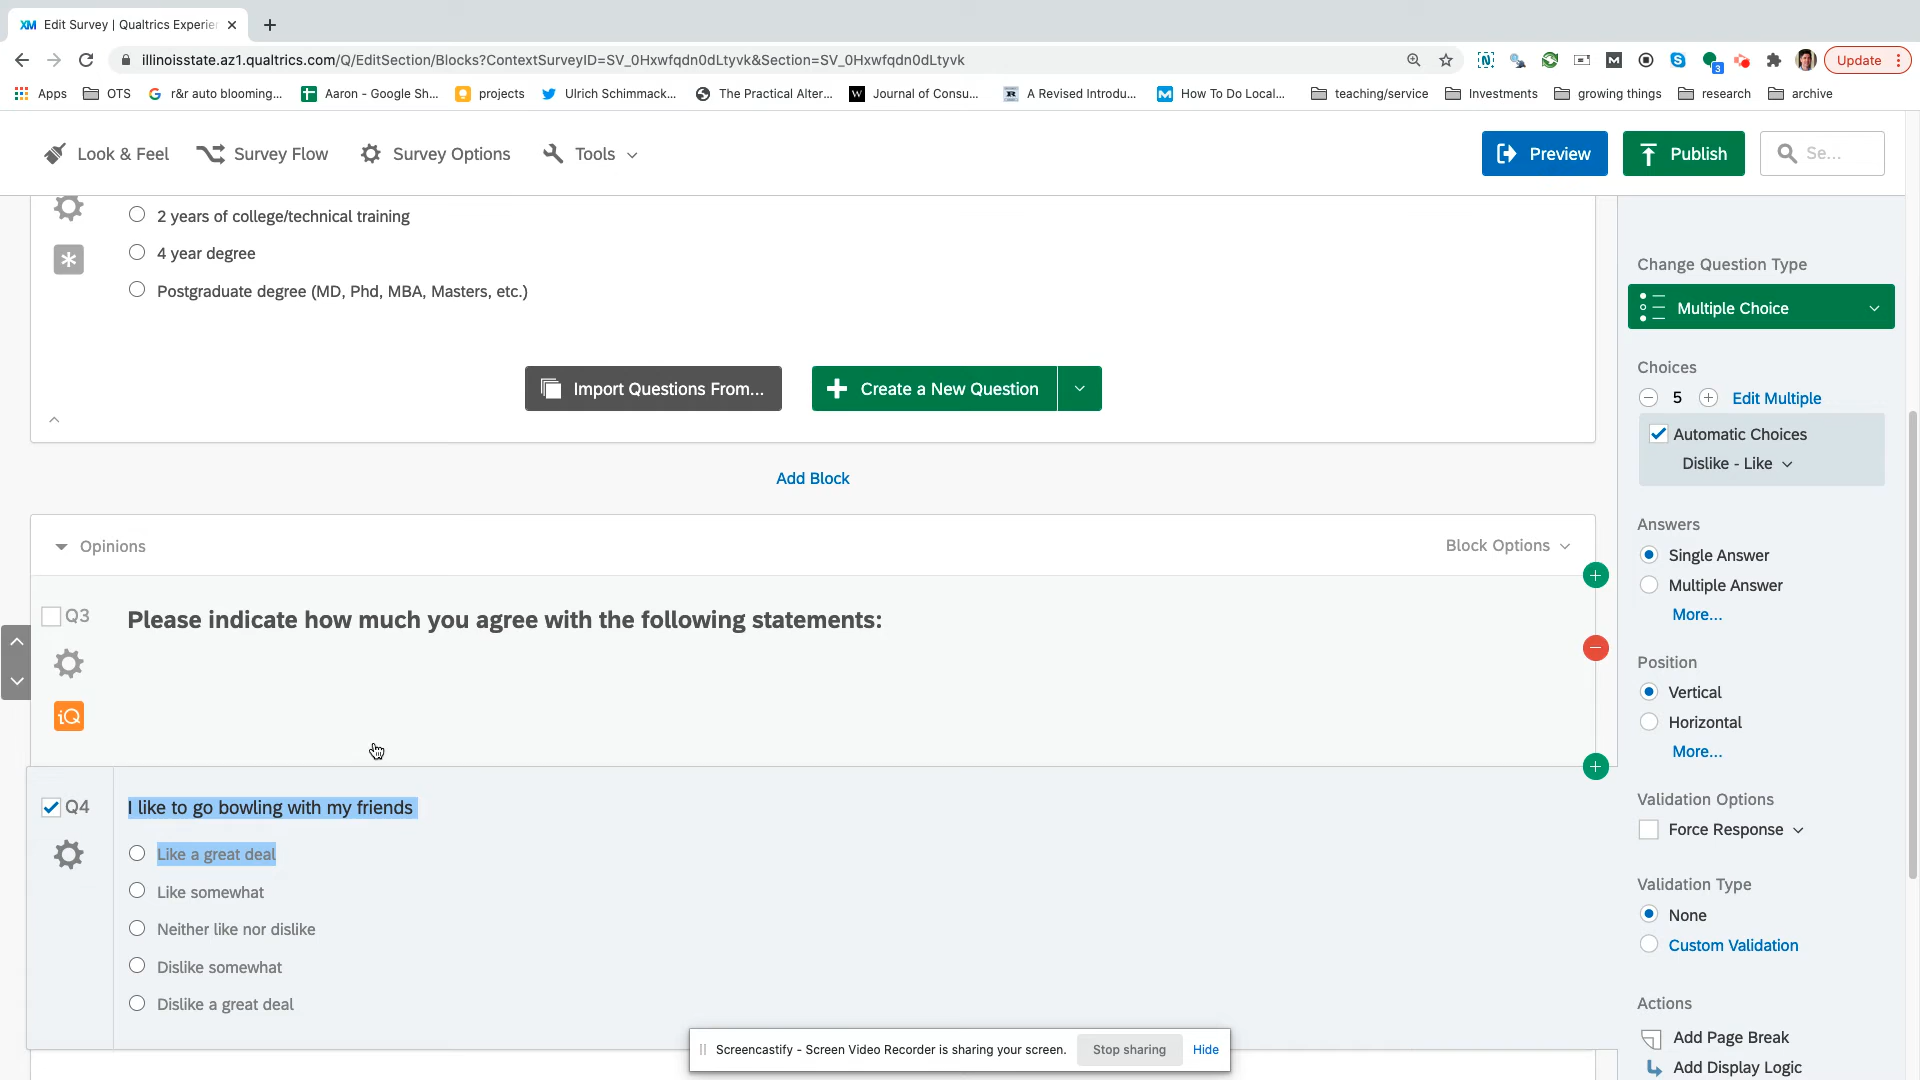 XM Edit Survey | Qualtrics Experie
illinoisstate.az1.qualtrics.com/Q/EditSection/Blocks?ContextSurveyID=SV_0Hxwfqdn0dLtyvk&Section=SV_0Hxwfqdn0dLtyvk
3
Update
Apps OTS r&r auto blooming... Aaron - Google Sh... projects Ulrich Schimmack... The Practical Alter... Journal of Consu... A Revised Introdu... How To Do Local... teaching/service Investments growing things research archive
Look & Feel Survey Flow Survey Options Tools Preview Publish Se...
2 years of college/technical training
4 year degree
Postgraduate degree (MD, Phd, MBA, Masters, etc.)
Import Questions From... Create a New Question
Add Block
Opinions Block Options
Q3 Please indicate how much you agree with the following statements:
iQ
Q4 I like to go bowling with my friends
Like a great deal
Like somewhat
Neither like nor dislike
Dislike somewhat
Dislike a great deal
Change Question Type
Multiple Choice
Choices
5 Edit Multiple
Automatic Choices
Dislike - Like
Answers
Single Answer
Multiple Answer
More...
Position
Vertical
Horizontal
More...
Validation Options
Force Response
Validation Type
None
Custom Validation
Actions
Add Page Break
Add Display Logic
Screencastify - Screen Video Recorder is sharing your screen. Stop sharing Hide